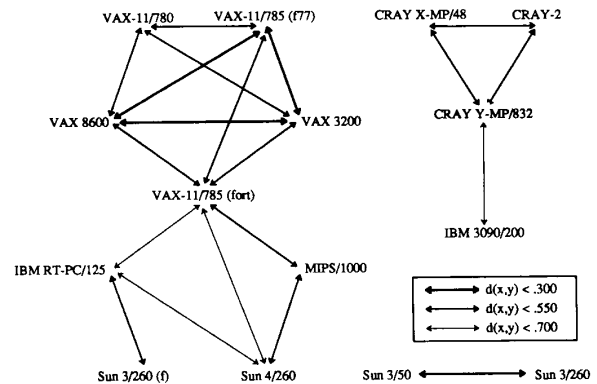 VAX-11/780
VAX-11/785 (f77)
CRAY X-MP/48
CRAY-2
VAX 8600
VAX 3200
CRAY Y-MP/832
VAX-11/785 (fort)
IBM 3090/200
IBM RT-PC/125
MIPS/1000
d(x,y) < .300
d(x,y) < .550
d(x,y) < .700
Sun 3/260 (f)
Sun 4/260
Sun 3/50
Sun 3/260